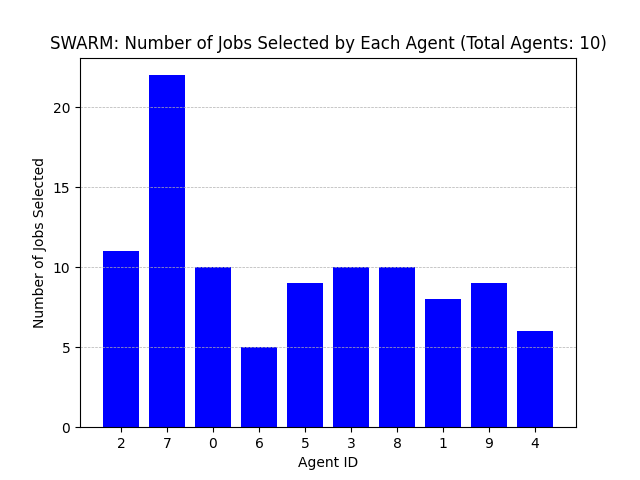 SWARM: Number of Jobs Selected by Each Agent (Total Agents: 10)
Number of Jobs Selected
20
15
10
5
0
2 7 0 6 5 3 8 1 9 4
Agent ID